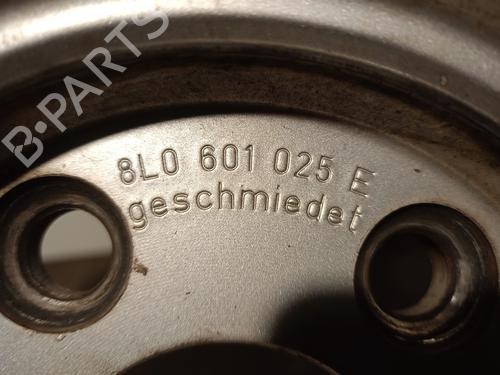 B-PARTS
8L0 601 025 E
geschmiedet